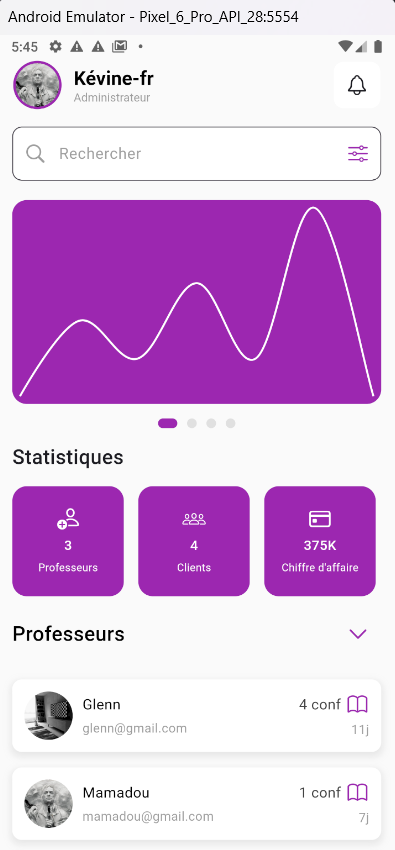 Android Emulator - Pixel_6_Pro_API_28:5554
5:45
Kévine-fr
Administrateur
Rechercher
Statistiques
3
Professeurs
4
Clients
375K
Chiffre d'affaire
Professeurs
Glenn
4 conf
glenn@gmail.com
11j
Mamadou
1 conf
mamadou@gmail.com
7j